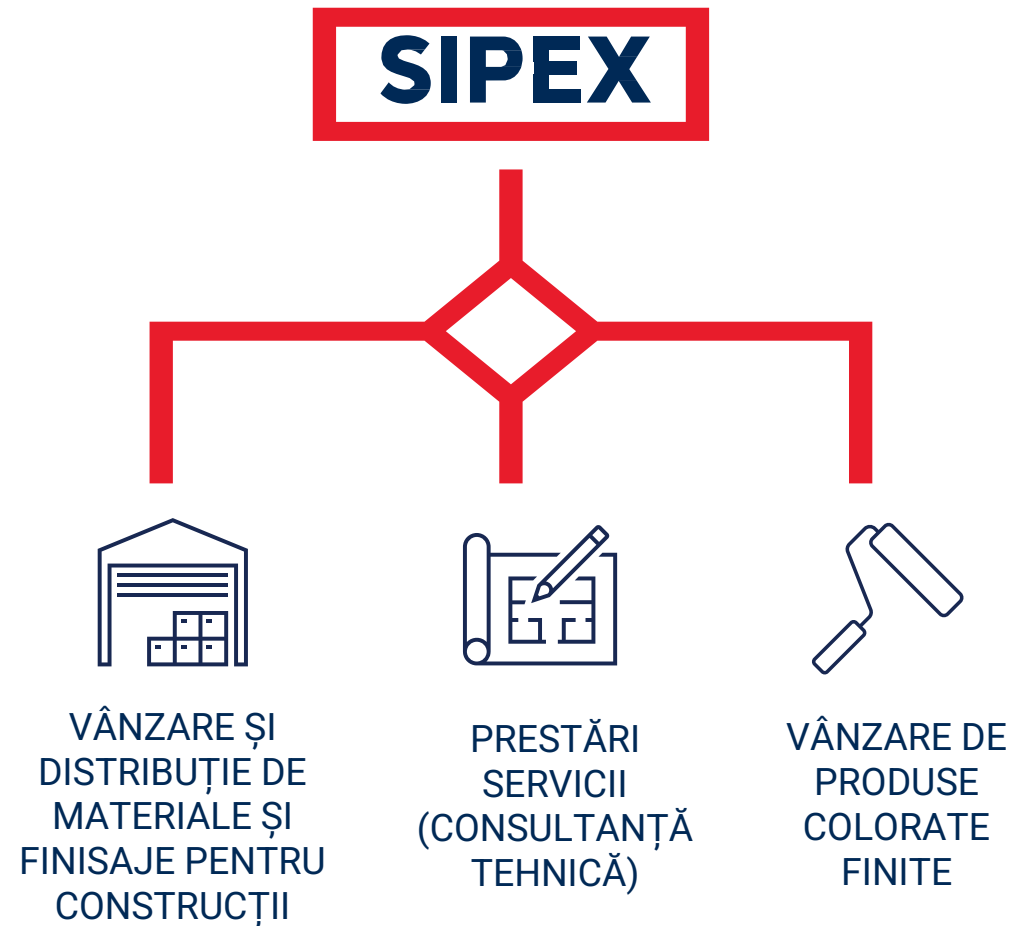 SIPEX
VÂNZARE ȘI
DISTRIBUȚIE DE
MATERIALE ȘI
FINISAJE PENTRU
CONSTRUCȚII
PRESTĂRI
SERVICII
(CONSULTANȚĂ
TEHNICĂ)
VÂNZARE DE
PRODUSE
COLORATE
FINITE